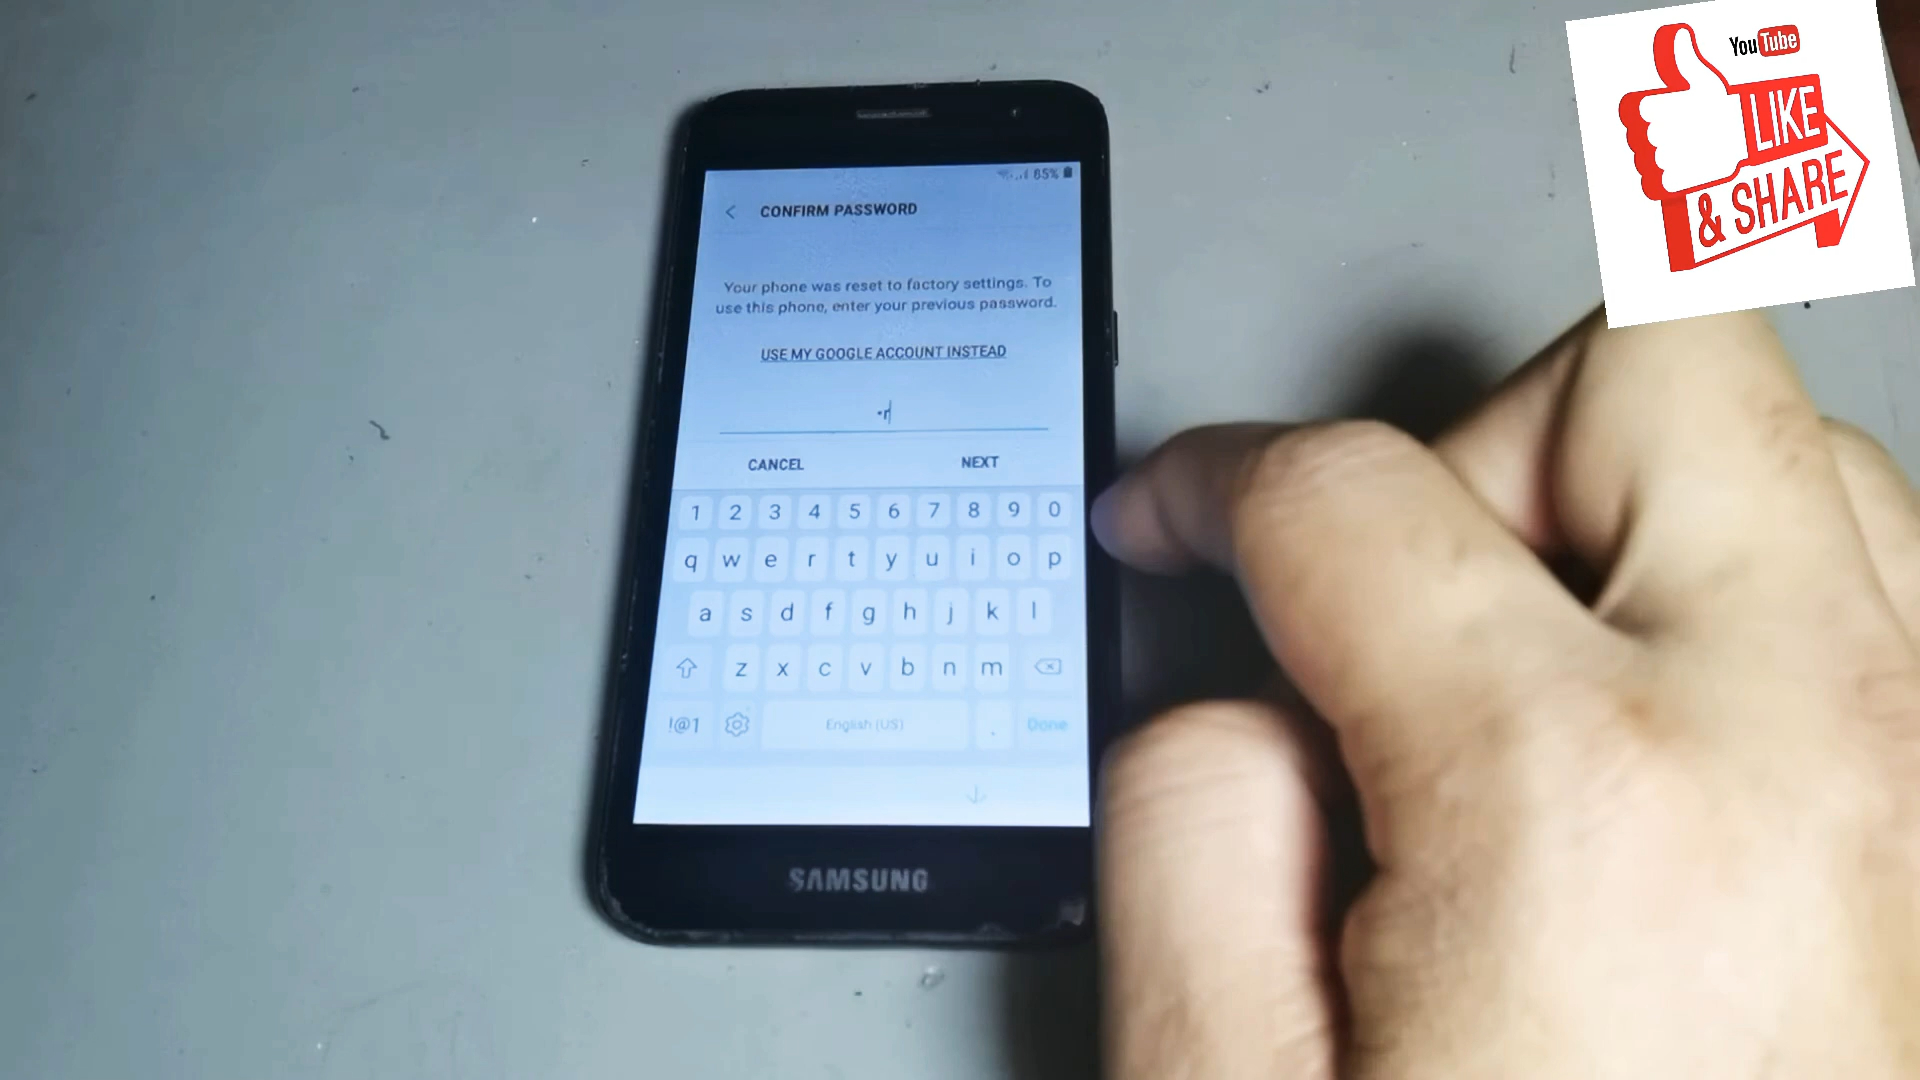 You Tube
LIKE
& SHARE
65%
CONFIRM PASSWORD
Your phone was reset to factory settings. To
use this phone, enter your previous password.
USE MY GOOGLE ACCOUNT INSTEAD
•r
CANCEL NEXT
1 2 3 4 5 6 7 8 9 0
q w e r t y u i o p
a s d f g h j k l
z x c v b n m
!@1 English (US) . Done
SAMSUNG